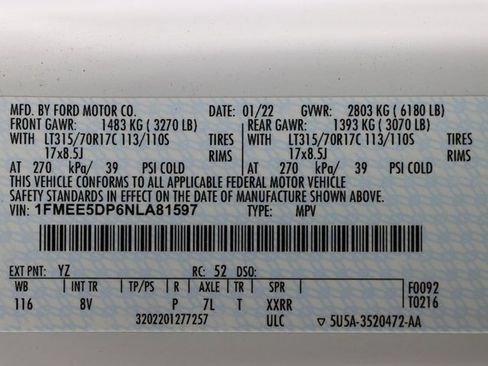 MFD. BY FORD MOTOR CO. DATE: 01/22 GVWR: 2803 KG ( 6180 LB)
FRONT GAWR: 1483 KG ( 3270 LB) REAR GAWR: 1393 KG ( 3070 LB)
WITH LT315/70R17C 113/110S TIRES WITH LT315/70R17C 113/110S TIRES
17x8.5J RIMS 17x8.5J RIMS
AT 270 kPa/ 39 PSI COLD AT 270 kPa/ 39 PSI COLD
THIS VEHICLE CONFORMS TO ALL APPLICABLE FEDERAL MOTOR VEHICLE
SAFETY STANDARDS IN EFFECT ON THE DATE OF MANUFACTURE SHOWN ABOVE.
VIN: 1FMEE5DP6NLA81597 TYPE: MPV
EXT PNT: YZ RC: 52 DSO:
WB INT TR TP/PS R AXLE TR SPR F0092
116 8V P 7L T XXRR T0216
3202201277257 ULC ▽ 5U5A-3520472-AA